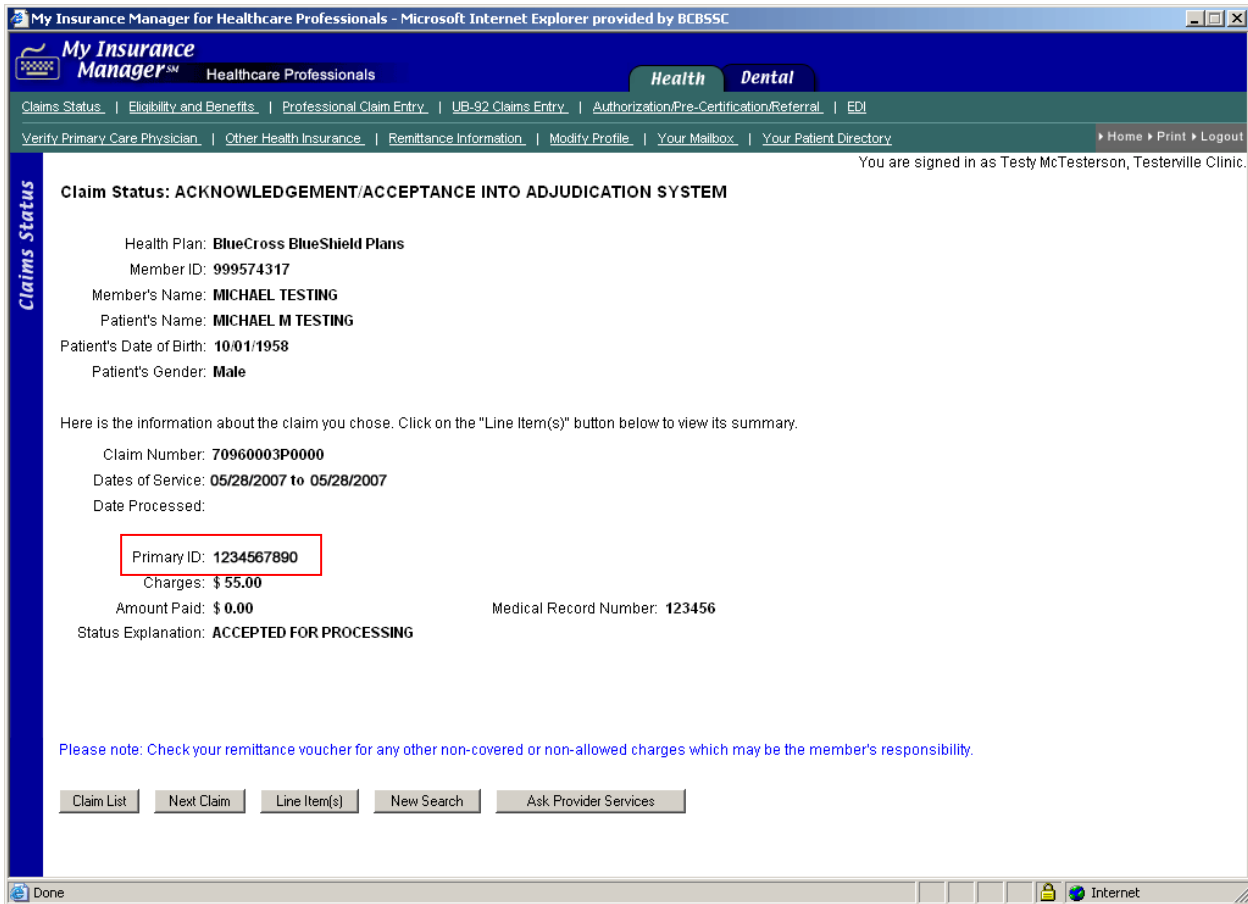 My Insurance Manager for Healthcare Professionals - Microsoft Internet Explorer provided by BCBSSC
My Insurance
Manager SM Healthcare Professionals
Health Dental
Claims Status | Eligibility and Benefits | Professional Claim Entry | UB-92 Claims Entry | Authorization/Pre-Certification/Referral | EDI
Verify Primary Care Physician | Other Health Insurance | Remittance Information | Modify Profile | Your Mailbox | Your Patient Directory Home Print Logout
You are signed in as Testy McTesterson, Testerville Clinic.
Claims Status
Claim Status: ACKNOWLEDGEMENT/ACCEPTANCE INTO ADJUDICATION SYSTEM
Health Plan: BlueCross BlueShield Plans
Member ID: 999574317
Member's Name: MICHAEL TESTING
Patient's Name: MICHAEL M TESTING
Patient's Date of Birth: 10/01/1958
Patient's Gender: Male
Here is the information about the claim you chose. Click on the "Line Item(s)" button below to view its summary.
Claim Number: 70960003P0000
Dates of Service: 05/28/2007 to 05/28/2007
Date Processed:
Primary ID: 1234567890
Charges: $ 55.00
Amount Paid: $ 0.00 Medical Record Number: 123456
Status Explanation: ACCEPTED FOR PROCESSING
Please note: Check your remittance voucher for any other non-covered or non-allowed charges which may be the member's responsibility.
Claim List Next Claim Line Item(s) New Search Ask Provider Services
Done Internet